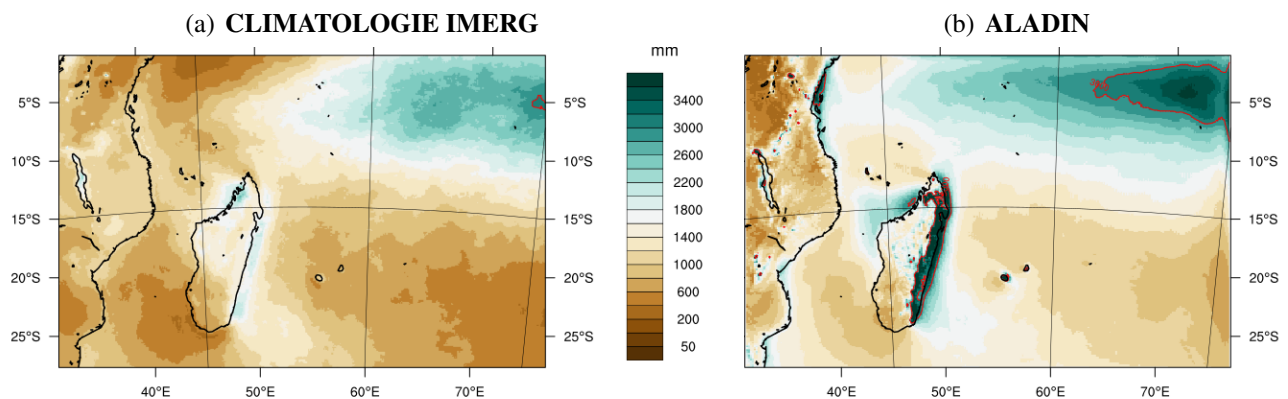 (a) CLIMATOLOGIE IMERG
5°S
10°S
15°S
20°S
25°S
40°E
50°E
60°E
70°E
5°S
10°S
15°S
20°S
25°S
mm
3400
3000
2600
2200
1800
1400
1000
600
200
50
(b) ALADIN
5°S
10°S
15°S
20°S
25°S
40°E
50°E
60°E
70°E
5°S
10°S
15°S
20°S
25°S